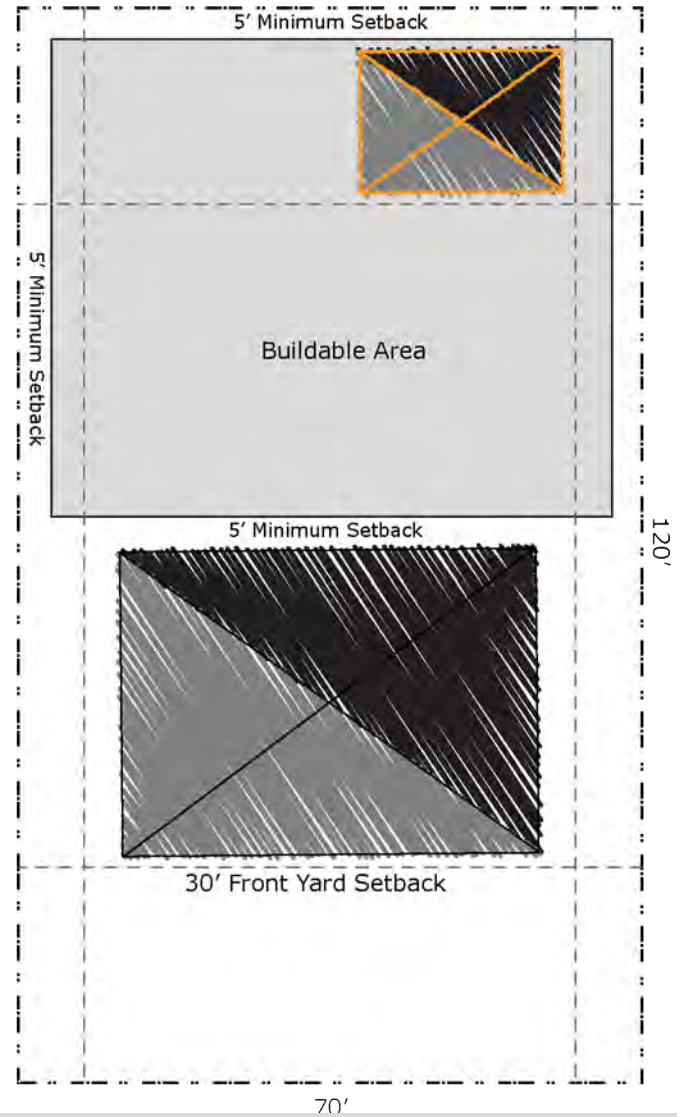 5′ Minimum Setback
5′ Minimum Setback
Buildable Area
5′ Minimum Setback
120′
30′ Front Yard Setback
70′